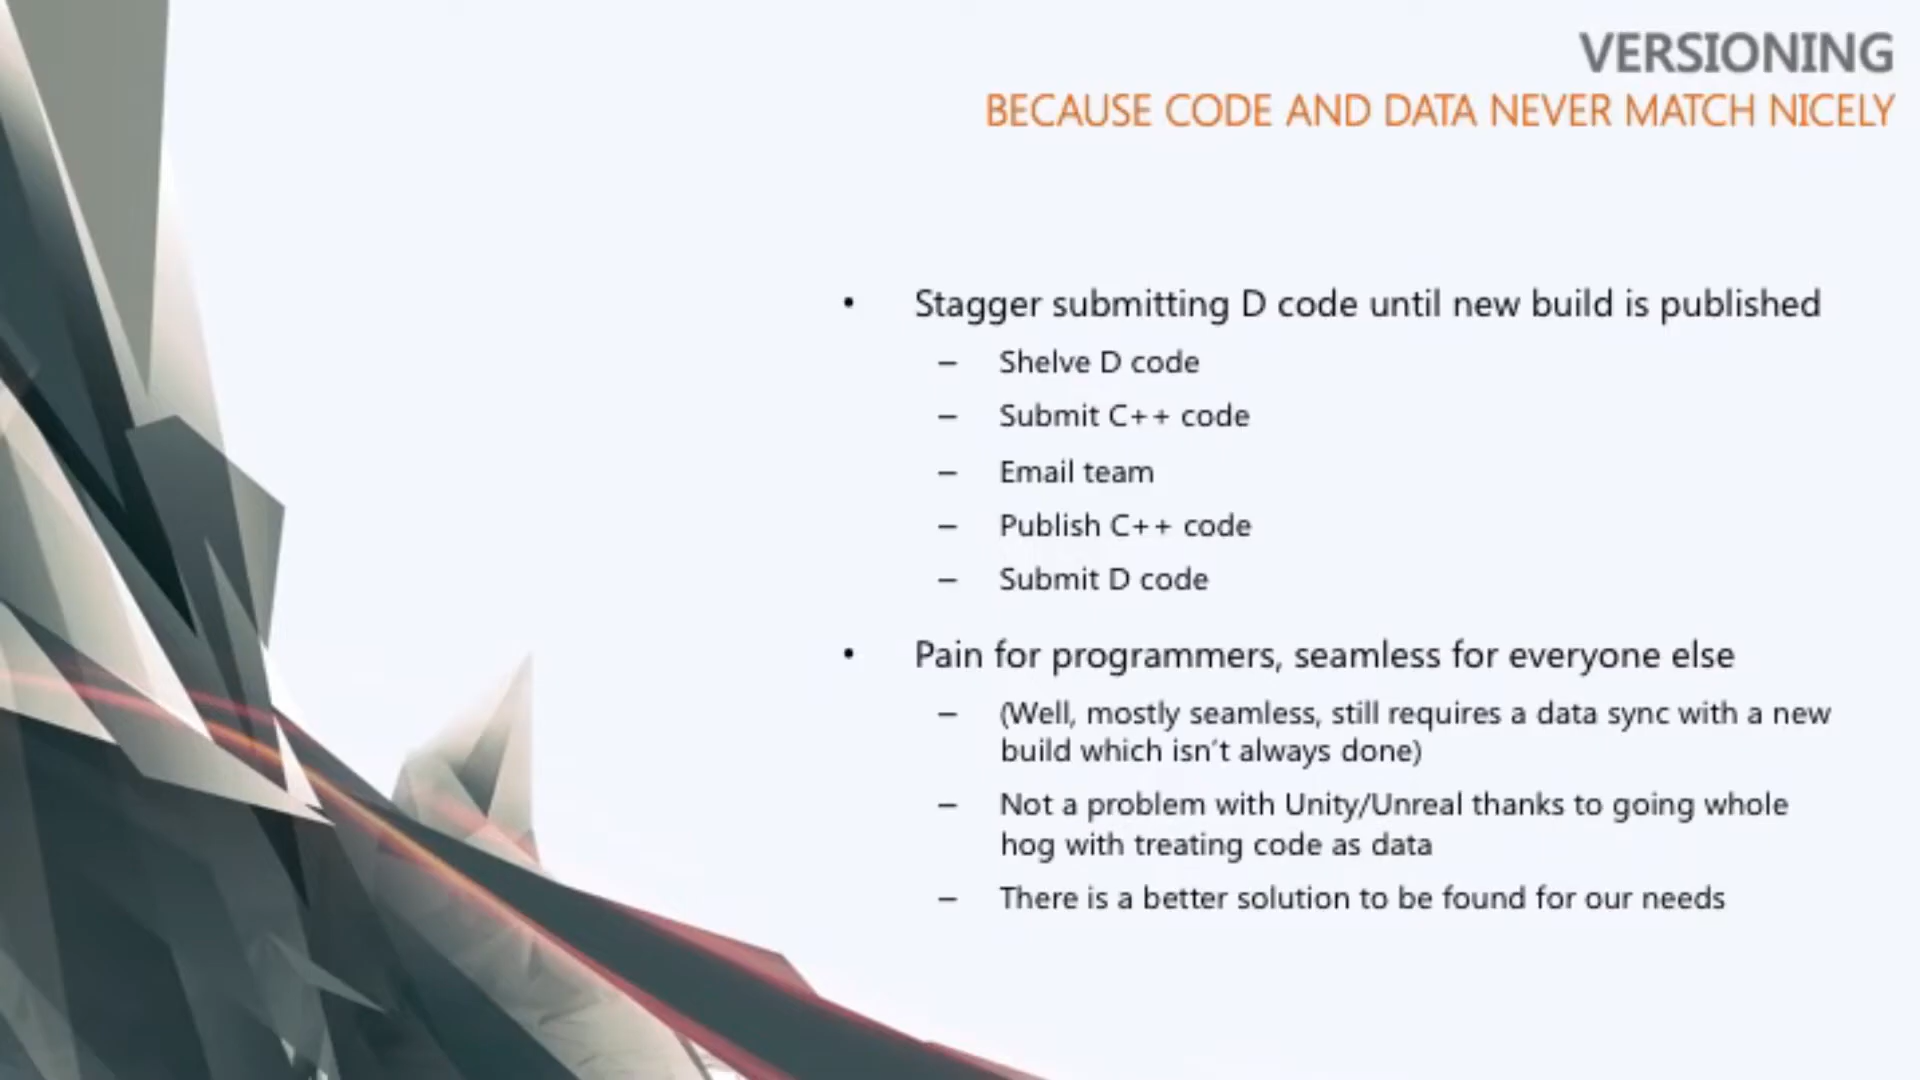 VERSIONING
BECAUSE CODE AND DATA NEVER MATCH NICELY
• Stagger submitting D code until new build is published
– Shelve D code
– Submit C++ code
– Email team
– Publish C++ code
– Submit D code
• Pain for programmers, seamless for everyone else
– (Well, mostly seamless, still requires a data sync with a new
build which isn't always done)
– Not a problem with Unity/Unreal thanks to going whole
hog with treating code as data
– There is a better solution to be found for our needs